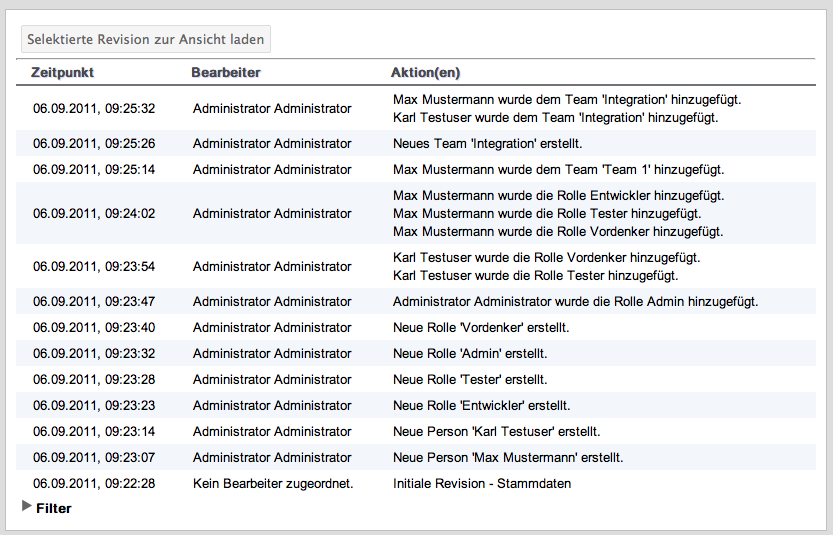 Selektierte Revision zur Ansicht laden
Zeitpunkt Bearbeiter Aktion(en)
06.09.2011, 09:25:32 Administrator Administrator Max Mustermann wurde dem Team 'Integration' hinzugefügt.
Karl Testuser wurde dem Team 'Integration' hinzugefügt.
06.09.2011, 09:25:26 Administrator Administrator Neues Team 'Integration' erstellt.
06.09.2011, 09:25:14 Administrator Administrator Max Mustermann wurde dem Team 'Team 1' hinzugefügt.
06.09.2011, 09:24:02 Administrator Administrator Max Mustermann wurde die Rolle Entwickler hinzugefügt.
Max Mustermann wurde die Rolle Tester hinzugefügt.
Max Mustermann wurde die Rolle Vordenker hinzugefügt.
06.09.2011, 09:23:54 Administrator Administrator Karl Testuser wurde die Rolle Vordenker hinzugefügt.
Karl Testuser wurde die Rolle Tester hinzugefügt.
06.09.2011, 09:23:47 Administrator Administrator Administrator Administrator wurde die Rolle Admin hinzugefügt.
06.09.2011, 09:23:40 Administrator Administrator Neue Rolle 'Vordenker' erstellt.
06.09.2011, 09:23:32 Administrator Administrator Neue Rolle 'Admin' erstellt.
06.09.2011, 09:23:28 Administrator Administrator Neue Rolle 'Tester' erstellt.
06.09.2011, 09:23:23 Administrator Administrator Neue Rolle 'Entwickler' erstellt.
06.09.2011, 09:23:14 Administrator Administrator Neue Person 'Karl Testuser' erstellt.
06.09.2011, 09:23:07 Administrator Administrator Neue Person 'Max Mustermann' erstellt.
06.09.2011, 09:22:28 Kein Bearbeiter zugeordnet. Initiale Revision - Stammdaten
Filter